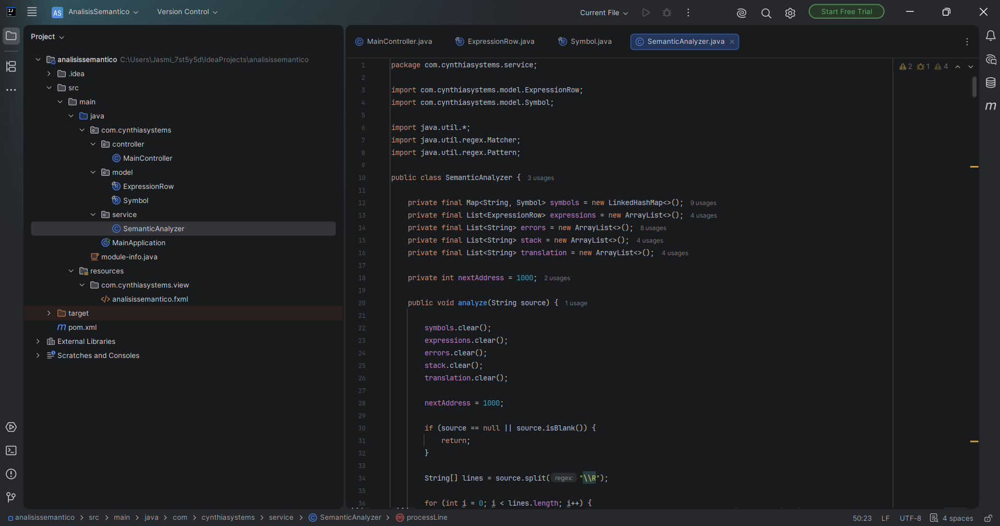 AS AnalisisSemantico Version Control Current File Start Free Trial
Project
analisissemantico C:\Users\Jasmi_7st5y5d\IdeaProjects\analisissemantico
.idea
src
main
java
com.cynthiasystems
controller
MainController
model
ExpressionRow
Symbol
service
SemanticAnalyzer
MainApplication
module-info.java
resources
com.cynthiasystems.view
analisissemantico.fxml
target
pom.xml
External Libraries
Scratches and Consoles
MainController.java ExpressionRow.java Symbol.java SemanticAnalyzer.java
2 1 4
1 package com.cynthiasystems.service;
2
3 import com.cynthiasystems.model.ExpressionRow;
4 import com.cynthiasystems.model.Symbol;
5
6 import java.util.*;
7 import java.util.regex.Matcher;
8 import java.util.regex.Pattern;
9
10 public class SemanticAnalyzer { 3 usages
11
12 private final Map<String, Symbol> symbols = new LinkedHashMap<>(); 9 usages
13 private final List<ExpressionRow> expressions = new ArrayList<>(); 4 usages
14 private final List<String> errors = new ArrayList<>(); 8 usages
15 private final List<String> stack = new ArrayList<>(); 4 usages
16 private final List<String> translation = new ArrayList<>(); 4 usages
17
18 private int nextAddress = 1000; 2 usages
19
20 public void analyze(String source) { 1 usage
21
22 symbols.clear();
23 expressions.clear();
24 errors.clear();
25 stack.clear();
26 translation.clear();
27
28 nextAddress = 1000;
29
30 if (source == null || source.isBlank()) {
31 return;
32 }
33
34 String[] lines = source.split( regex: "\\R");
35
36 for (int i = 0; i < lines.length; i++) {
analisissemantico > src > main > java > com > cynthiasystems > service > SemanticAnalyzer > processLine 50:23 LF UTF-8 4 spaces